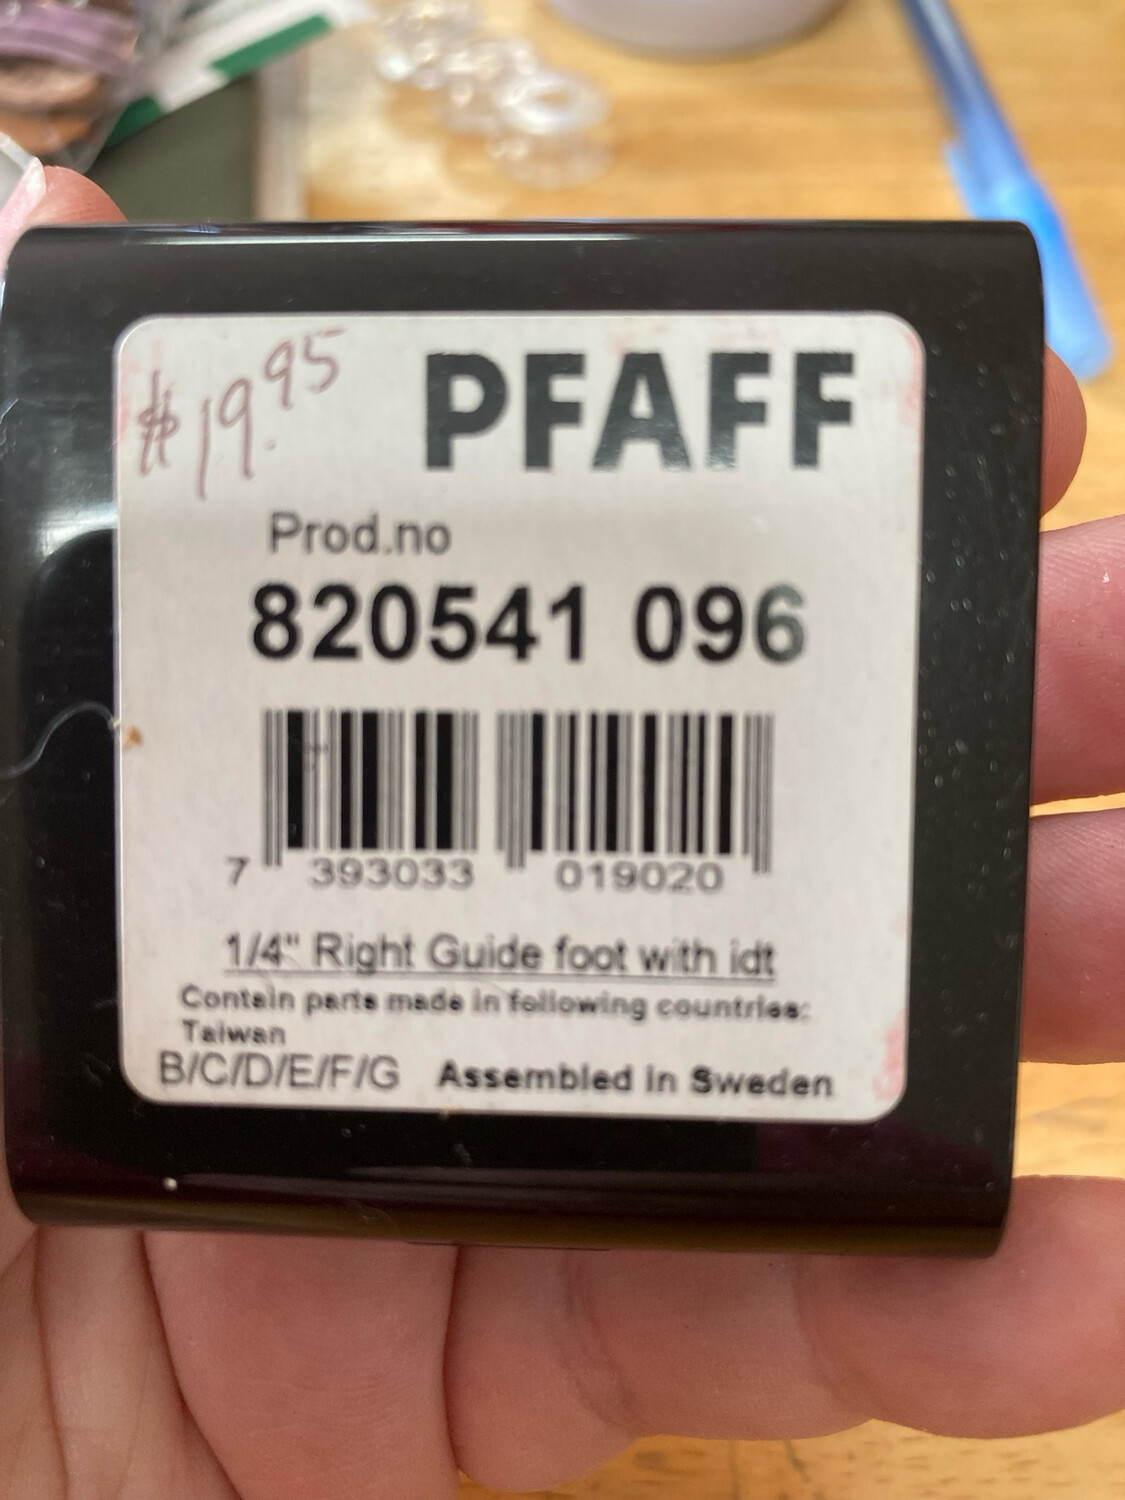 $19.95
PFAFF
Prod.no
820541 096
7 393033 019020
1/4" Right Guide foot with idt
Contain parts made in following countries:
Taiwan
B/C/D/E/F/G Assembled in Sweden